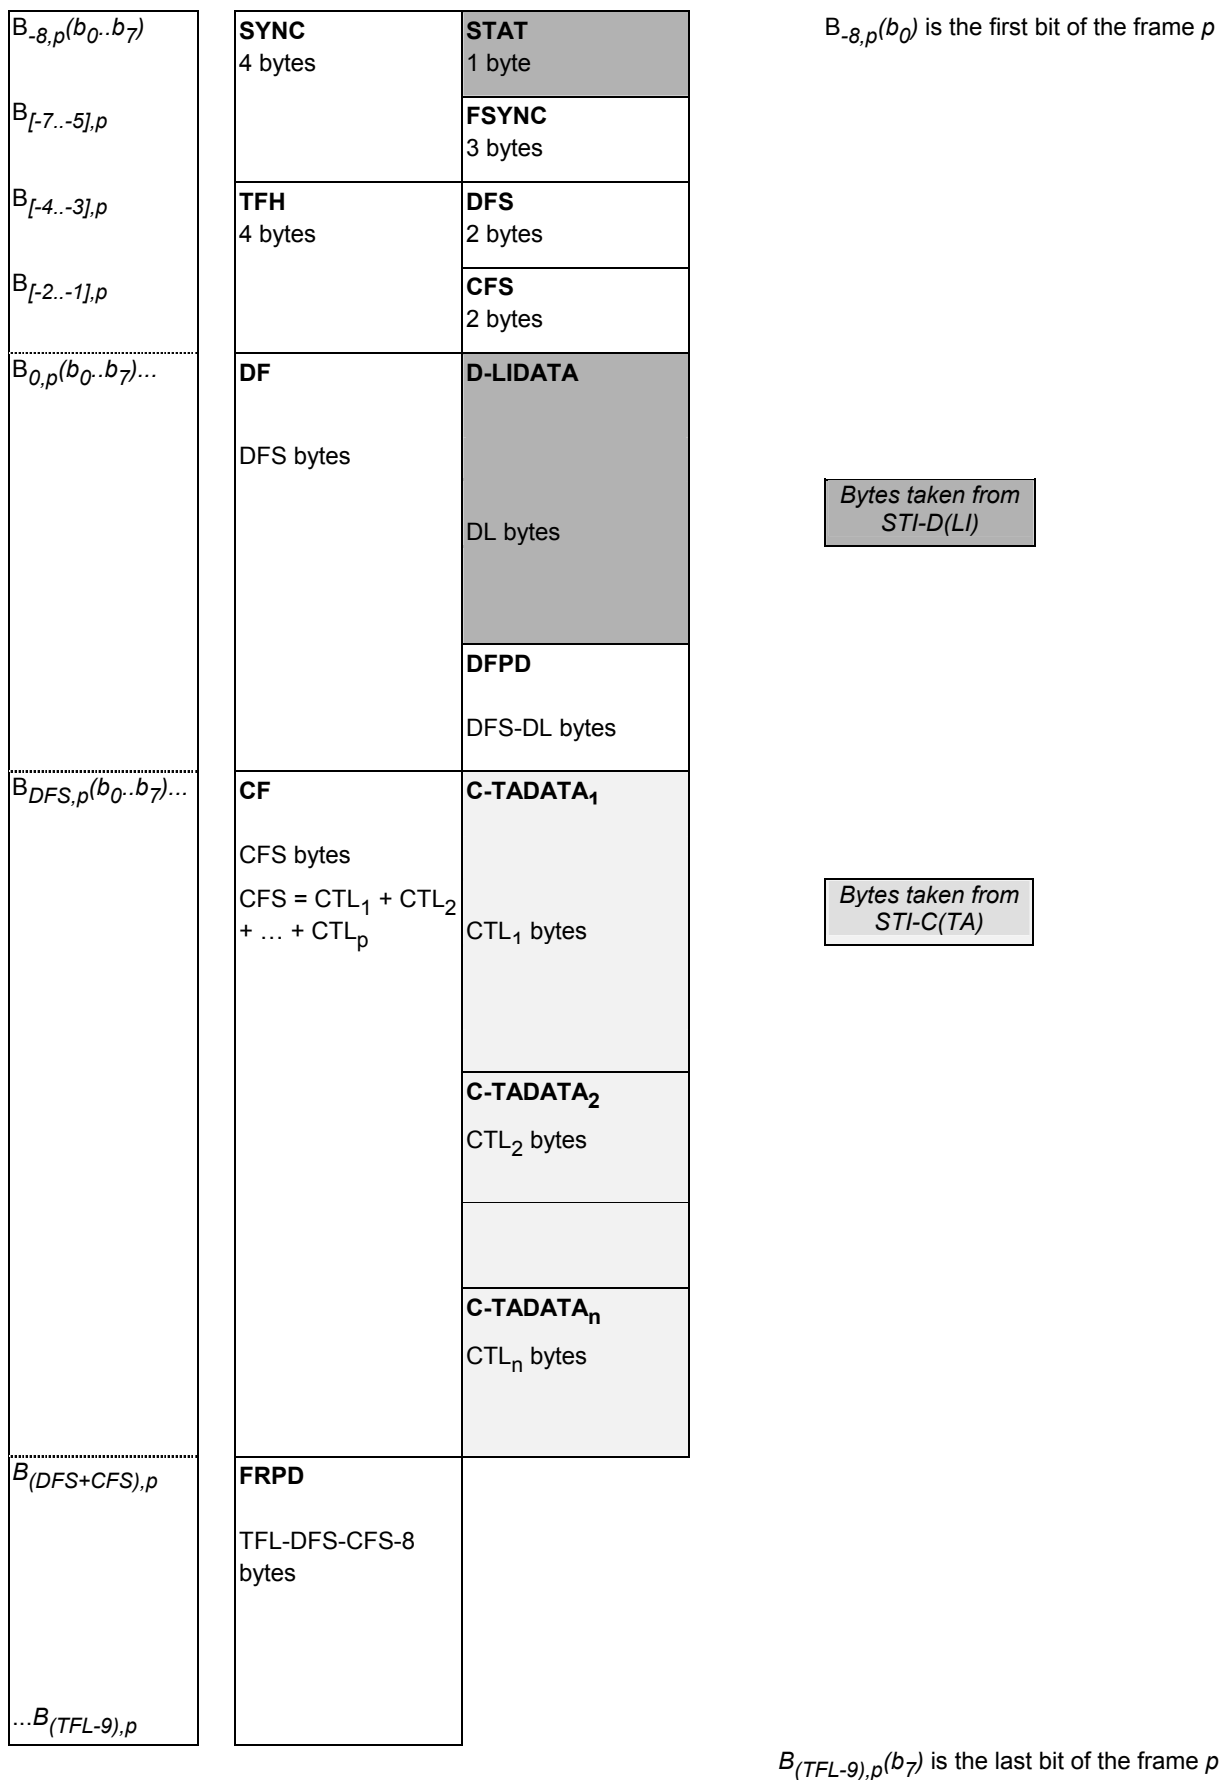 B-8,p(b0..b7)
SYNC
4 bytes
STAT
1 byte
B-8,p(b0) is the first bit of the frame p
B[-7..-5],p
FSYNC
3 bytes
B[-4..-3],p
TFH
4 bytes
DFS
2 bytes
B[-2..-1],p
CFS
2 bytes
B0,p(b0..b7)...
DF
DFS bytes
D-LIDATA
DL bytes
Bytes taken from
STI-D(LI)
DFPD
DFS-DL bytes
BDFS,p(b0..b7)...
CF
CFS bytes
CFS = CTL1 + CTL2
+ … + CTLp
C-TADATA1
CTL1 bytes
Bytes taken from
STI-C(TA)
C-TADATA2
CTL2 bytes
C-TADATAn
CTLn bytes
B(DFS+CFS),p
FRPD
TFL-DFS-CFS-8
bytes
...B(TFL-9),p
B(TFL-9),p(b7) is the last bit of the frame p